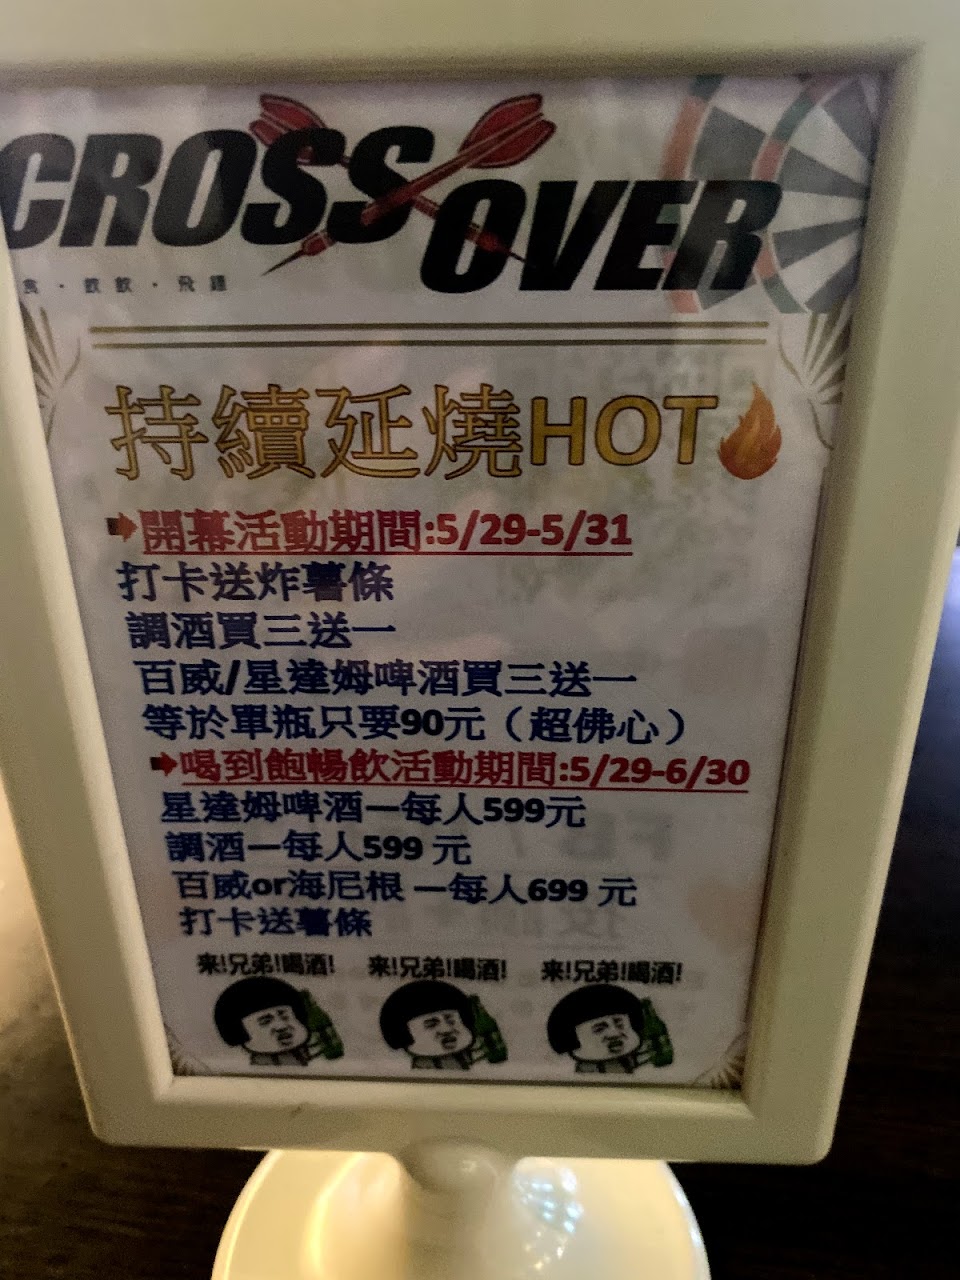 CROSS OVER
食．飲飲．飛鏢
持續延燒HOT
開幕活動期間:5/29-5/31
打卡送炸薯條
調酒買三送一
百威/星達姆啤酒買三送一
等於單瓶只要90元（超佛心）
喝到飽暢飲活動期間:5/29-6/30
星達姆啤酒一每人599元
調酒一每人599 元
百威or海尼根 一每人699 元
打卡送薯條
来!兄弟!喝酒! 来!兄弟!喝酒! 来!兄弟!喝酒!